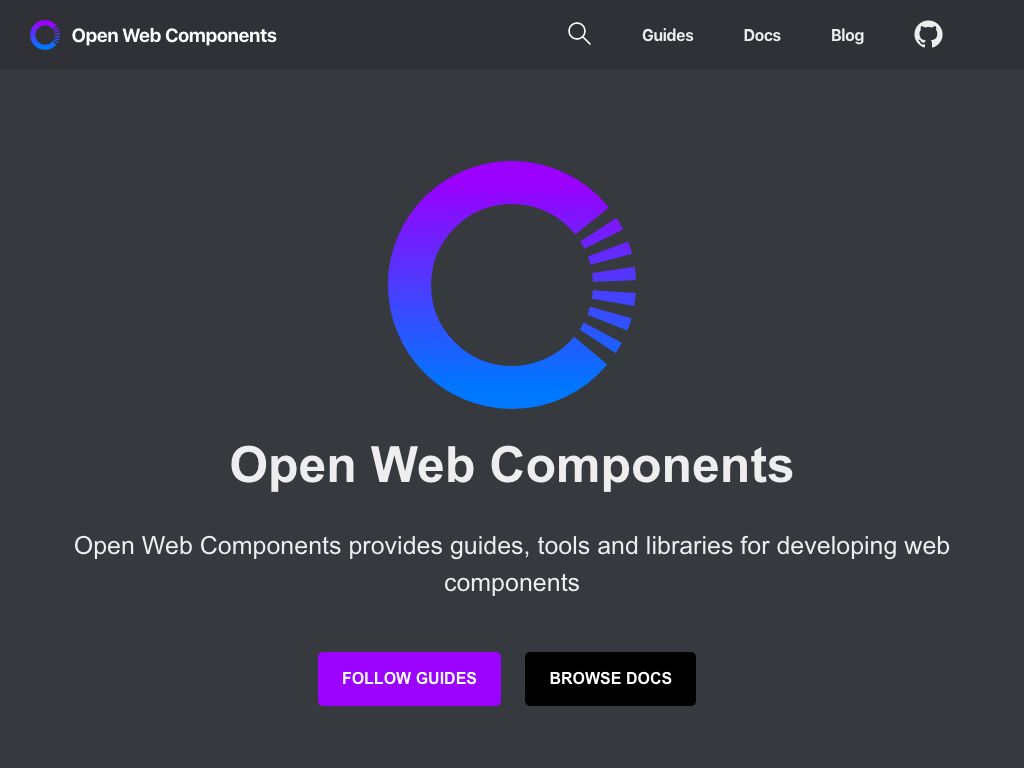 Open Web Components
Guides
Docs
Blog
Open Web Components
Open Web Components provides guides, tools and libraries for developing web
components
FOLLOW GUIDES
BROWSE DOCS